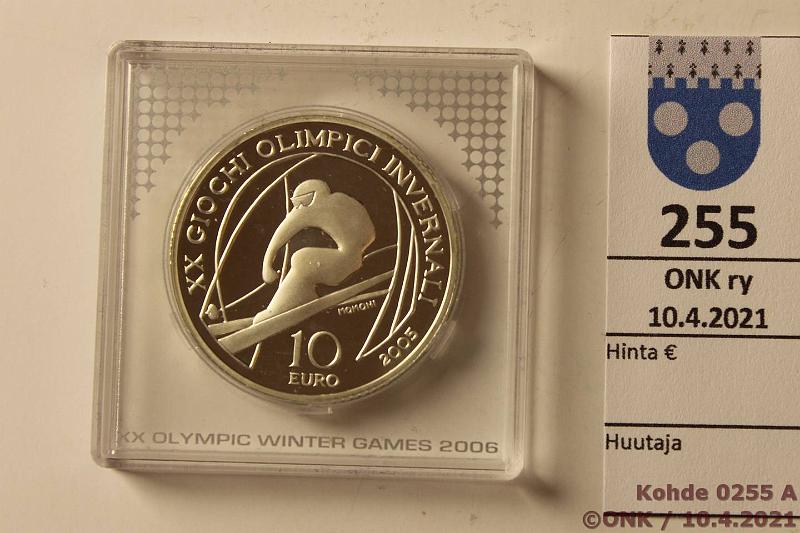 XX GIOCHI OLIMPICI INVERNALI
MOMONI
10
EURO
2005
XX OLYMPIC WINTER GAMES 2006
255
ONK ry
10.4.2021
Hinta €
Huutaja
Kohde 0255 A
©ONK / 10.4.2021